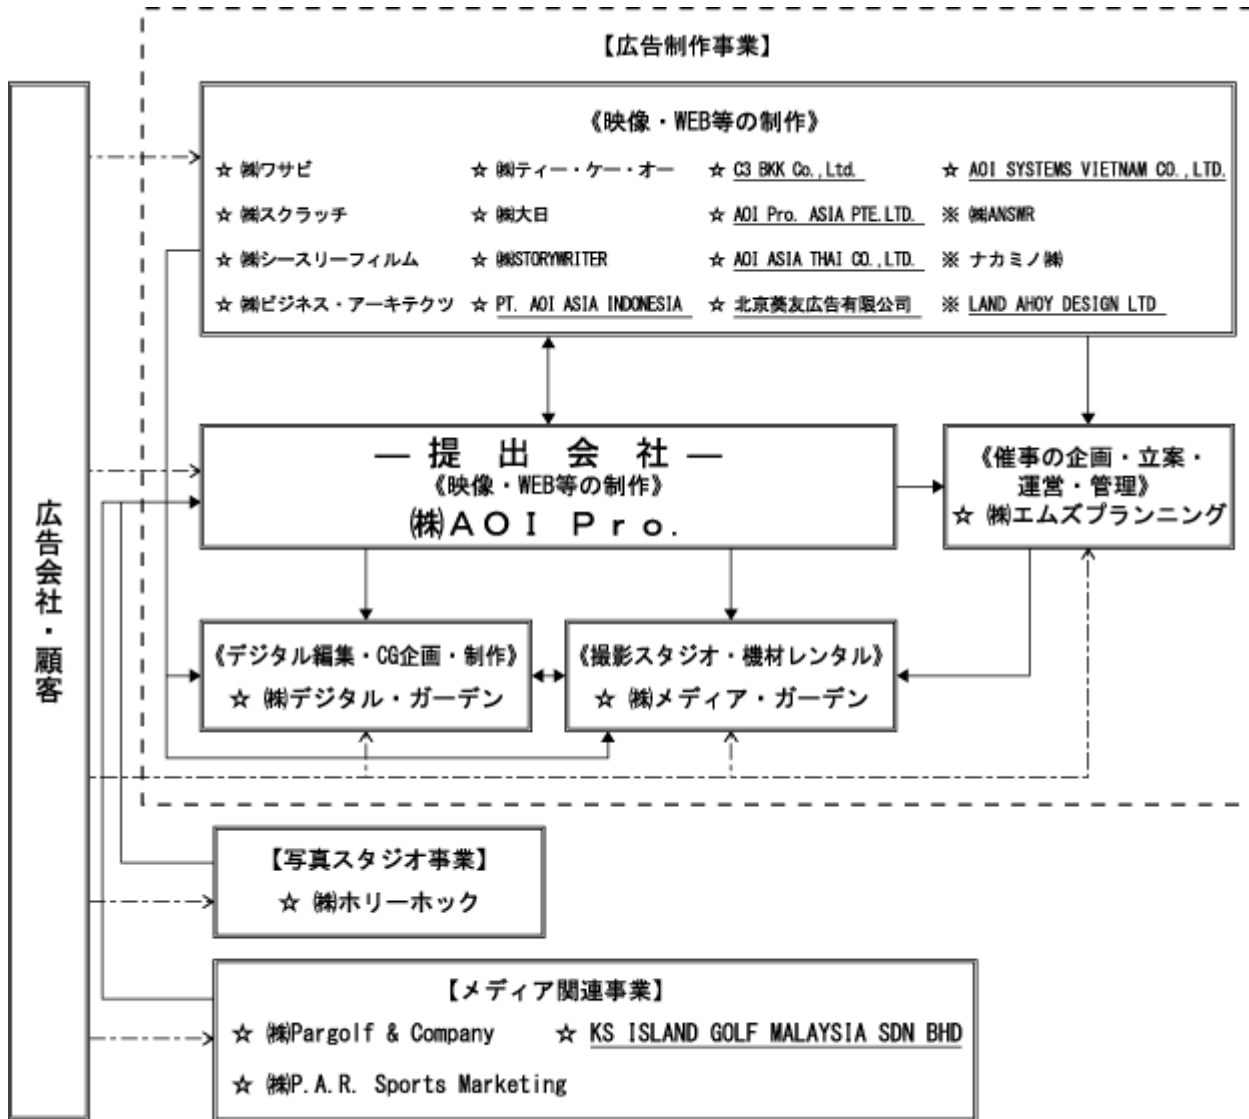 【広告制作事業】
《映像・WEB等の制作》
☆ ㈱ワサビ ☆ ㈱ティー・ケー・オー ☆ C3 BKK Co.,Ltd. ☆ AOI SYSTEMS VIETNAM CO.,LTD.
☆ ㈱スクラッチ ☆ ㈱大日 ☆ AOI Pro. ASIA PTE.LTD. ※ ㈱ANSWR
☆ ㈱シースリーフィルム ☆ ㈱STORYWRITER ☆ AOI ASIA THAI CO.,LTD. ※ ナカミノ㈱
☆ ㈱ビジネス・アーキテクツ ☆ PT. AOI ASIA INDONESIA ☆ 北京葵友広告有限公司 ※ LAND AHOY DESIGN LTD
― 提 出 会 社 ―
《映像・WEB等の制作》
㈱ＡＯＩ Ｐｒｏ．
《催事の企画・立案・
運営・管理》
☆ ㈱エムズプランニング
広告会社・顧客
《デジタル編集・CG企画・制作》
☆ ㈱デジタル・ガーデン
《撮影スタジオ・機材レンタル》
☆ ㈱メディア・ガーデン
【写真スタジオ事業】
☆ ㈱ホリーホック
【メディア関連事業】
☆ ㈱Pargolf & Company ☆ KS ISLAND GOLF MALAYSIA SDN BHD
☆ ㈱P.A.R. Sports Marketing